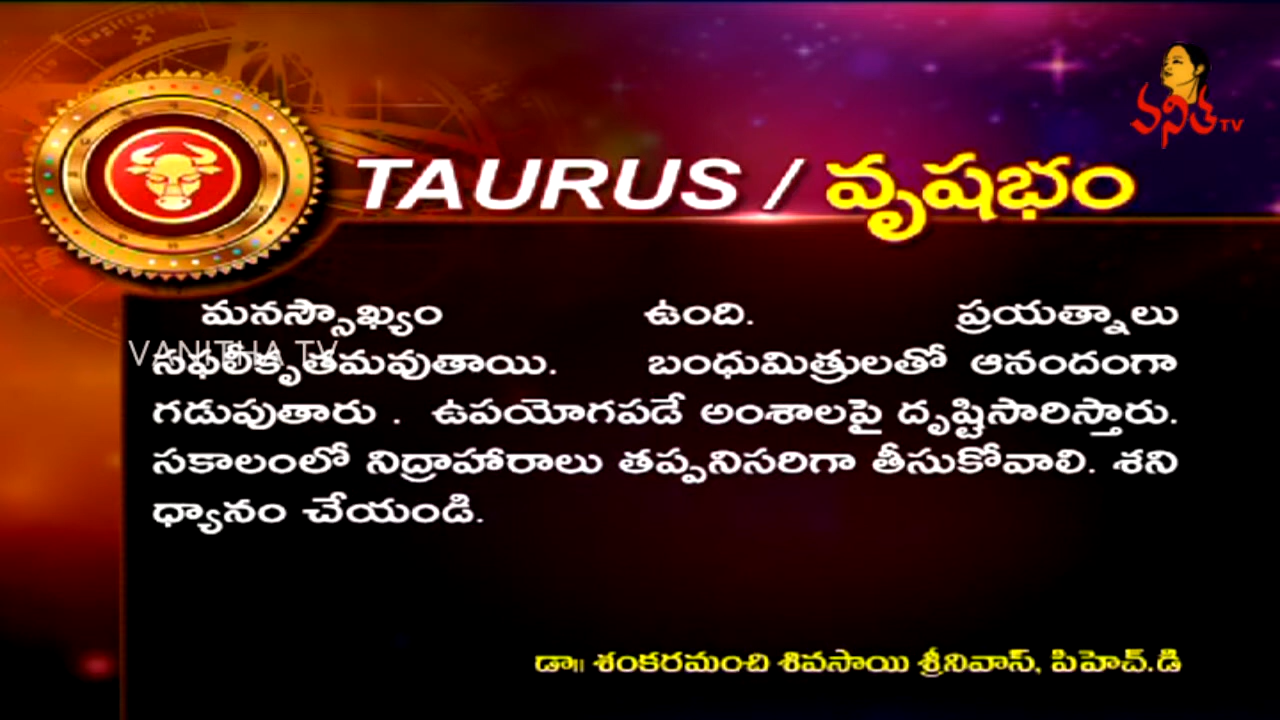 వనిత TV
TAURUS / వృషభం
మనస్సౌఖ్యం ఉంది. ప్రయత్నాలు
VANITHA TV
సఫలీకృతమవుతాయి. బంధుమిత్రులతో ఆనందంగా
గడుపుతారు . ఉపయోగపడే అంశాలపై దృష్టిసారిస్తారు.
సకాలంలో నిద్రాహారాలు తప్పనిసరిగా తీసుకోవాలి. శని
ధ్యానం చేయండి.
డా॥ శంకరమంచి శివసాయి శ్రీనివాస్, పిహెచ్.డి